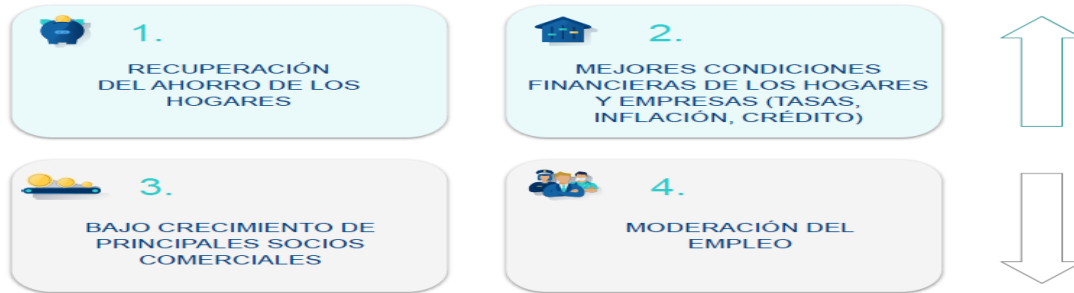 1.
RECUPERACIÓN
DEL AHORRO DE LOS
HOGARES
2.
MEJORES CONDICIONES
FINANCIERAS DE LOS HOGARES
Y EMPRESAS (TASAS,
INFLACIÓN, CRÉDITO)
3.
BAJO CRECIMIENTO DE
PRINCIPALES SOCIOS
COMERCIALES
4.
MODERACIÓN DEL
EMPLEO